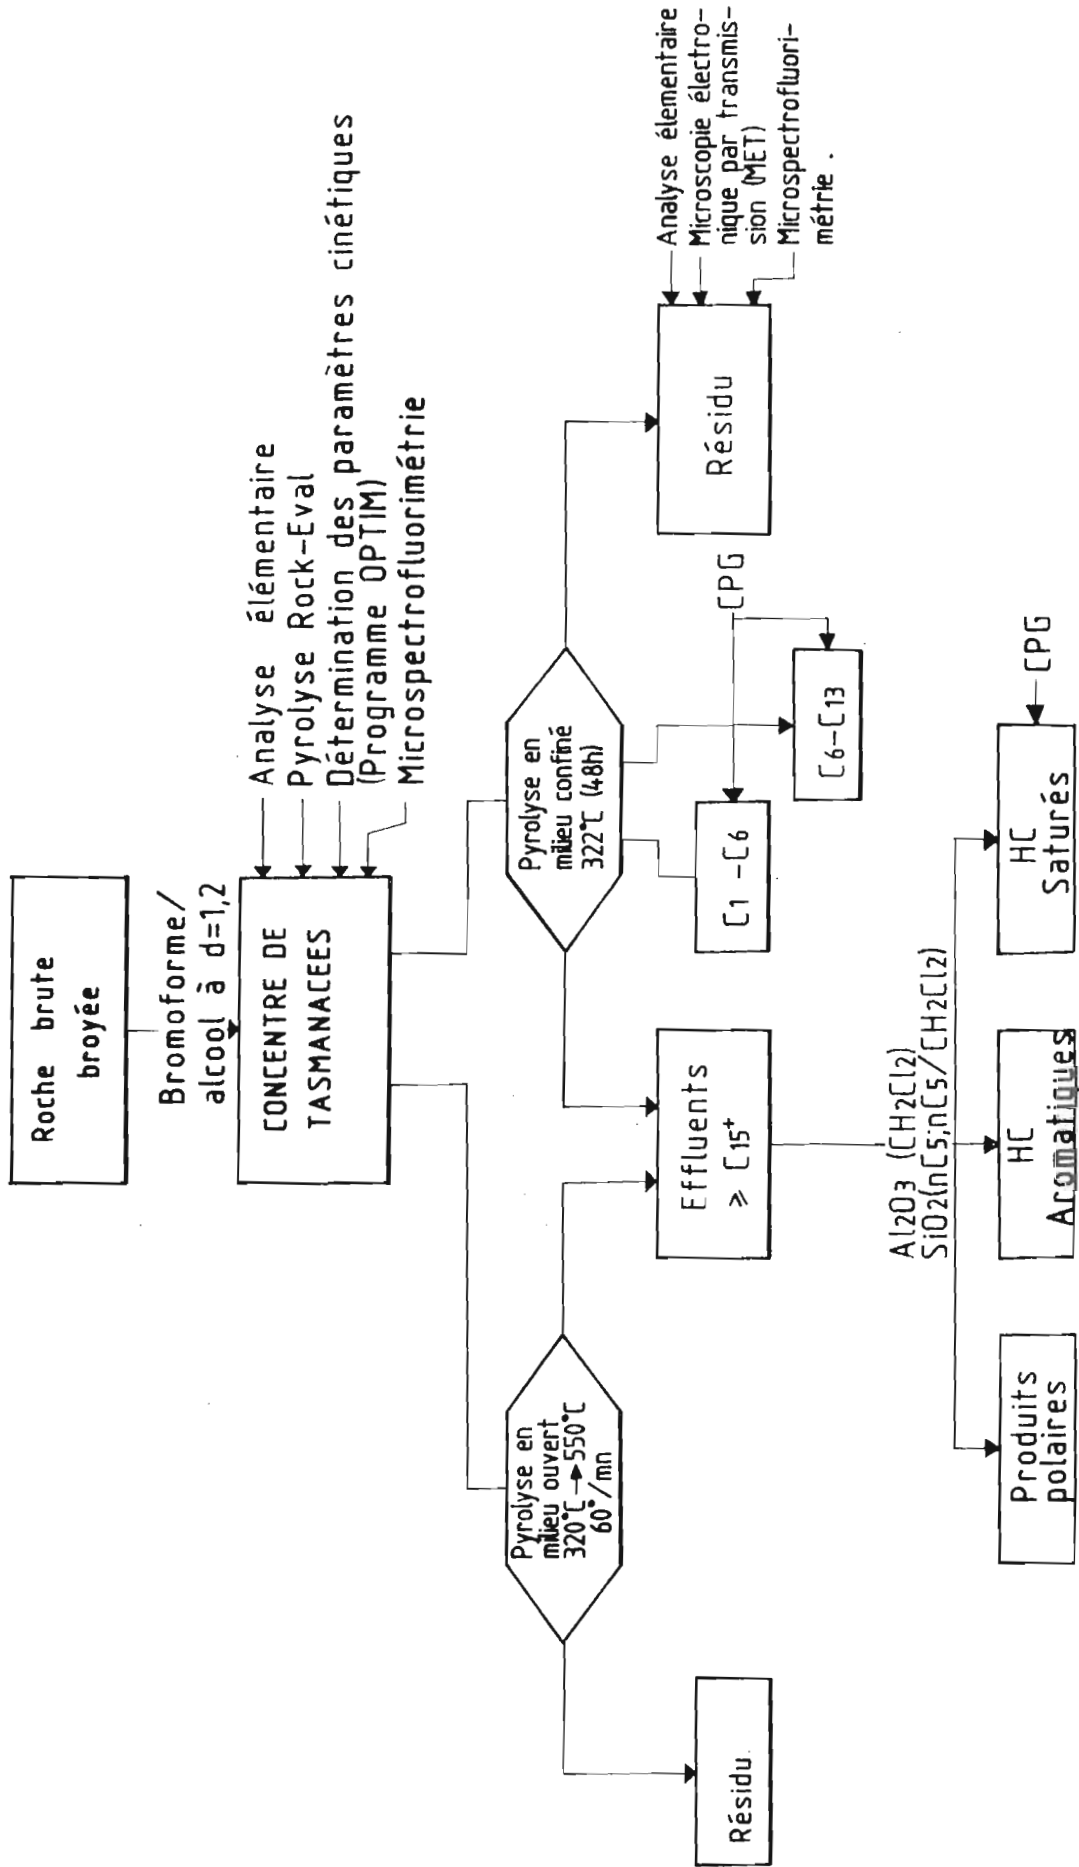 Roche brute
broyée
Bromoforme/
alcool à d=1,2
CONCENTRE DE
TASMANACEES
Analyse élémentaire
Pyrolyse Rock-Eval
Détermination des paramètres cinétiques
(Programme OPTIM)
Microspectrofluorimétrie
Pyrolyse en
milieu ouvert
320°C → 550°C
60°/mn
Pyrolyse en
milieu confiné
322°C (48h)
Résidu
Effluents
⩾ C15+
C1 -C6
C6-C13
CPG
Résidu
Analyse élementaire
Microscopie électro-
nique par transmis-
sion (MET)
Microspectrofluori-
métrie .
Al2O3 (CH2Cl2)
SiO2(nC5;nC5/CH2Cl2)
Produits
polaires
HC
Aromatiques
HC
Saturés
CPG